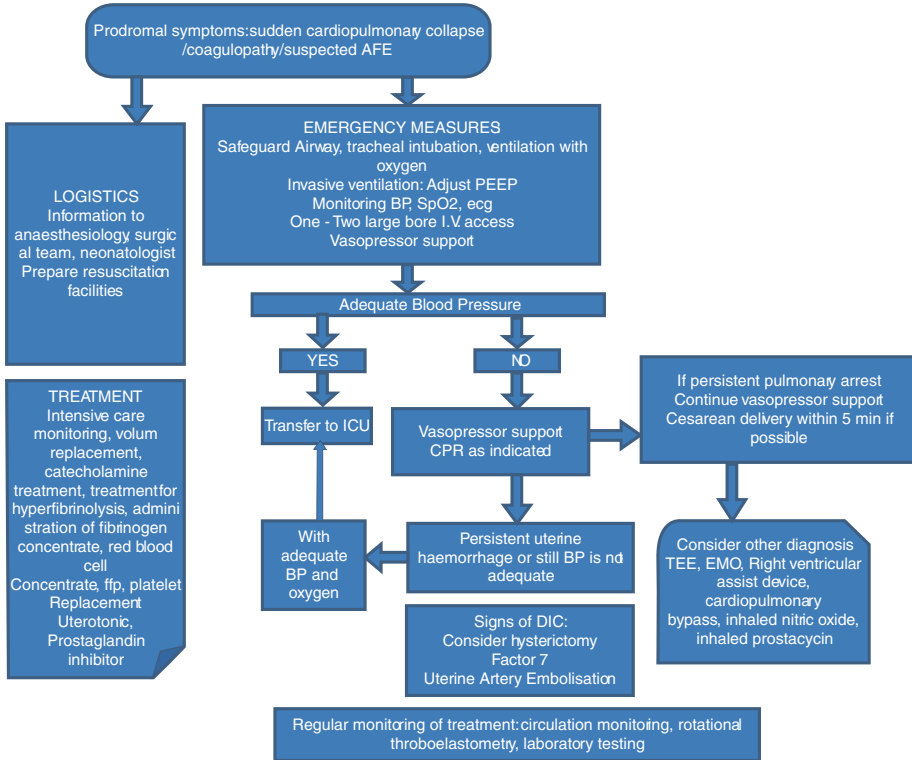 Prodromal symptoms:sudden cardiopulmonary collapse
/coagulopathy/suspected AFE
LOGISTICS
Information to
anaesthesiology, surgic
al team, neonatologist
Prepare resuscitation
facilities
EMERGENCY MEASURES
Safeguard Airway, tracheal intubation, ventilation with
oxygen
Invasive ventilation: Adjust PEEP
Monitoring BP, SpO2, ecg
One - Two large bore I.V. access
Vasopressor support
Adequate Blood Pressure
YES
NO
Transfer to ICU
Vasopressor support
CPR as indicated
If persistent pulmonary arrest
Continue vasopressor support
Cesarean delivery within 5 min if
possible
TREATMENT
Intensive care
monitoring, volum
replacement,
catecholamine
treatment, treatment for
hyperfibrinolysis, admini
stration of fibrinogen
concentrate, red blood
cell
Concentrate, ffp, platelet
Replacement
Uterotonic,
Prostaglandin
inhibitor
With
adequate
BP and
oxygen
Persistent uterine
haemorrhage or still BP is not
adequate
Consider other diagnosis
TEE, EMO, Right ventricular
assist device,
cardiopulmonary
bypass, inhaled nitric oxide,
inhaled prostacycin
Signs of DIC:
Consider hysterictomy
Factor 7
Uterine Artery Embolisation
Regular monitoring of treatment: circulation monitoring, rotational
throboelastometry, laboratory testing